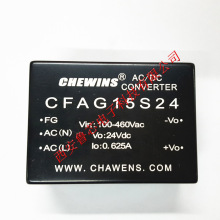 CHEWINS® AC/DC
CONVERTER
CFAG15S24
FG Vin: 100-460Vac -Vo
AC(N) Vo: 24Vdc
AC(L) Io: 0.625A +Vo
WWW.CHAWENS.COM